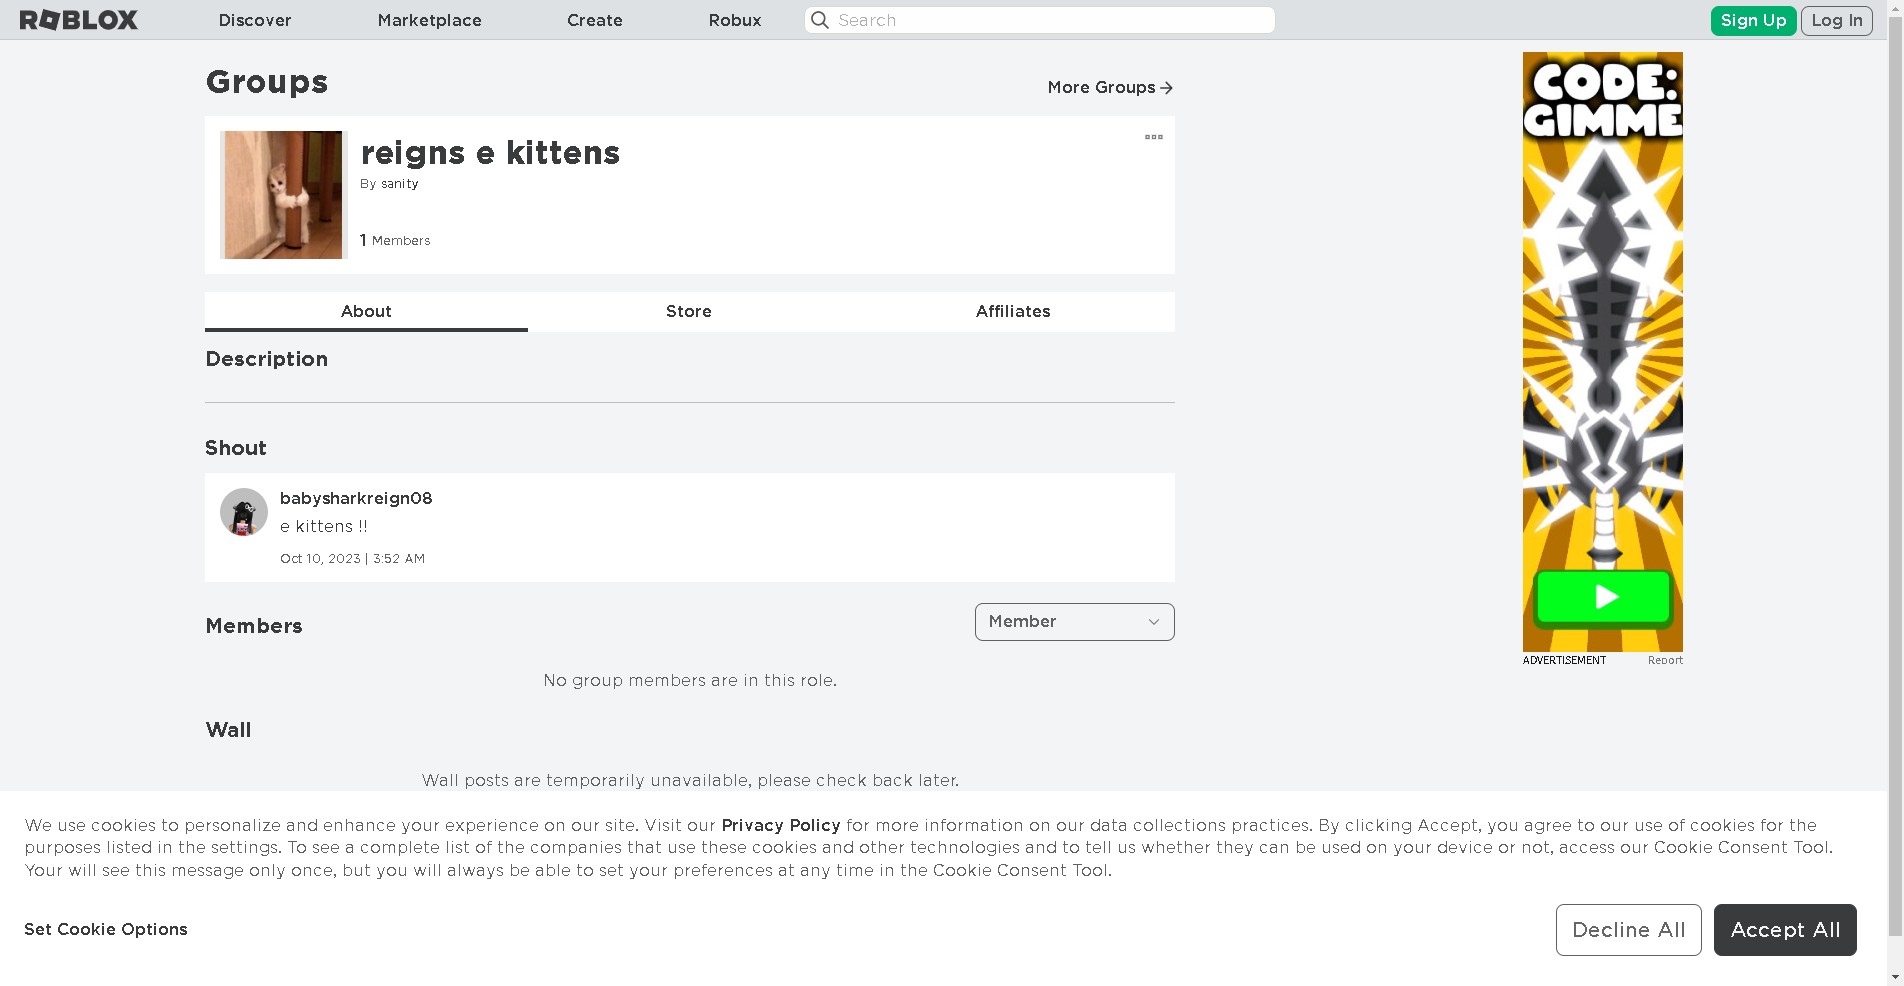 ROBLOX
Discover
Marketplace
Create
Robux
Search
Sign Up
Log In
Groups
More Groups
reigns e kittens
By sanity
1 Members
About
Store
Affiliates
Description
Shout
babysharkreign08
e kittens !!
Oct 10, 2023 | 3:52 AM
Members
Member
No group members are in this role.
Wall
Wall posts are temporarily unavailable, please check back later.
CODE:
GIMME
ADVERTISEMENT
Report
We use cookies to personalize and enhance your experience on our site. Visit our Privacy Policy for more information on our data collections practices. By clicking Accept, you agree to our use of cookies for the
purposes listed in the settings. To see a complete list of the companies that use these cookies and other technologies and to tell us whether they can be used on your device or not, access our Cookie Consent Tool.
Your will see this message only once, but you will always be able to set your preferences at any time in the Cookie Consent Tool.
Set Cookie Options
Decline All
Accept All